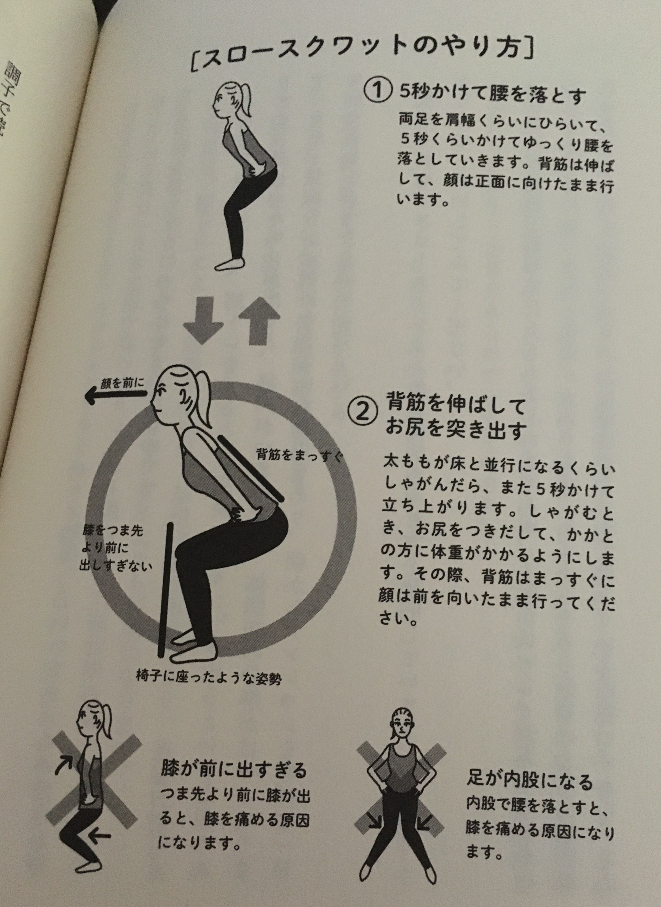 [スロースクワットのやり方]
① 5秒かけて腰を落とす
両足を肩幅くらいにひらいて、
5秒くらいかけてゆっくり腰を
落としていきます。背筋は伸ば
して、顔は正面に向けたまま行
います。
顔を前に
背筋をまっすぐ
膝をつま先
より前に
出しすぎない
椅子に座ったような姿勢
② 背筋を伸ばして
お尻を突き出す
太ももが床と並行になるくらい
しゃがんだら、また5秒かけて
立ち上がります。しゃがむと
き、お尻をつきだして、かかと
の方に体重がかかるようにしま
す。その際、背筋はまっすぐに
顔は前を向いたまま行ってくだ
さい。
膝が前に出すぎる
つま先より前に膝が出
ると、膝を痛める原因
になります。
足が内股になる
内股で腰を落とすと、
膝を痛める原因になり
ます。